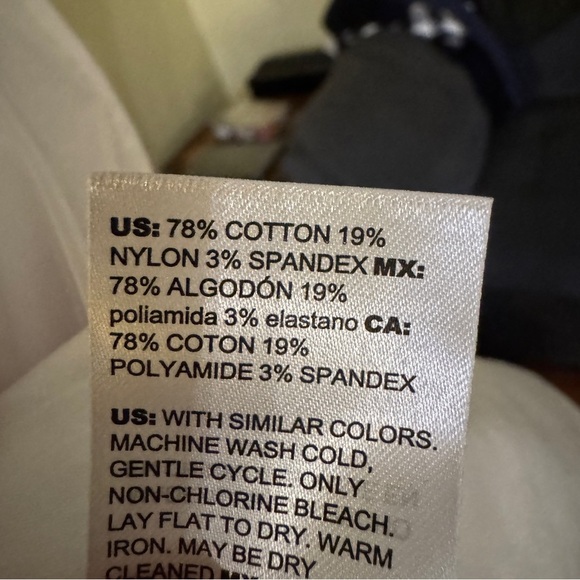 US: 78% COTTON 19%
NYLON 3% SPANDEX MX:
78% ALGODÓN 19%
poliamida 3% elastano CA:
78% COTON 19%
POLYAMIDE 3% SPANDEX
US: WITH SIMILAR COLORS.
MACHINE WASH COLD,
GENTLE CYCLE. ONLY
NON-CHLORINE BLEACH.
LAY FLAT TO DRY. WARM
IRON. MAY BE DRY
CLEANED MX: